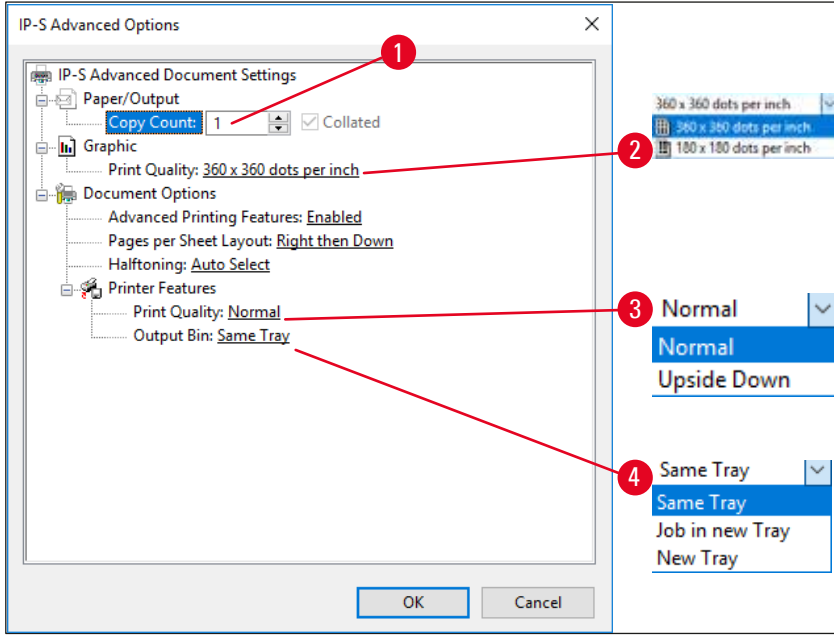 IP-S Advanced Options
IP-S Advanced Document Settings
Paper/Output
Copy Count: 1 Collated
Graphic
Print Quality: 360 x 360 dots per inch
Document Options
Advanced Printing Features: Enabled
Pages per Sheet Layout: Right then Down
Halftoning: Auto Select
Printer Features
Print Quality: Normal
Output Bin: Same Tray
OK Cancel
1
2
360 x 360 dots per inch
360 x 360 dots per inch
180 x 180 dots per inch
3
Normal
Normal
Upside Down
4
Same Tray
Same Tray
Job in new Tray
New Tray